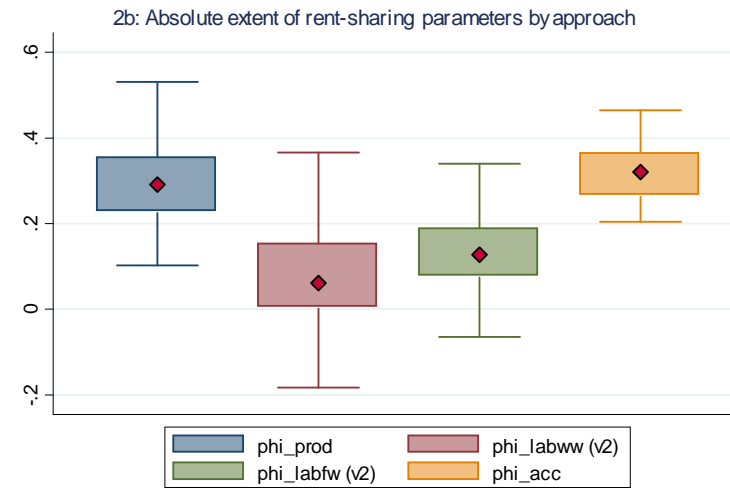 2b: Absolute extent of rent-sharing parameters by approach
.6
.4
.2
0
-.2
phi_prod
phi_labww (v2)
phi_labfw (v2)
phi_acc